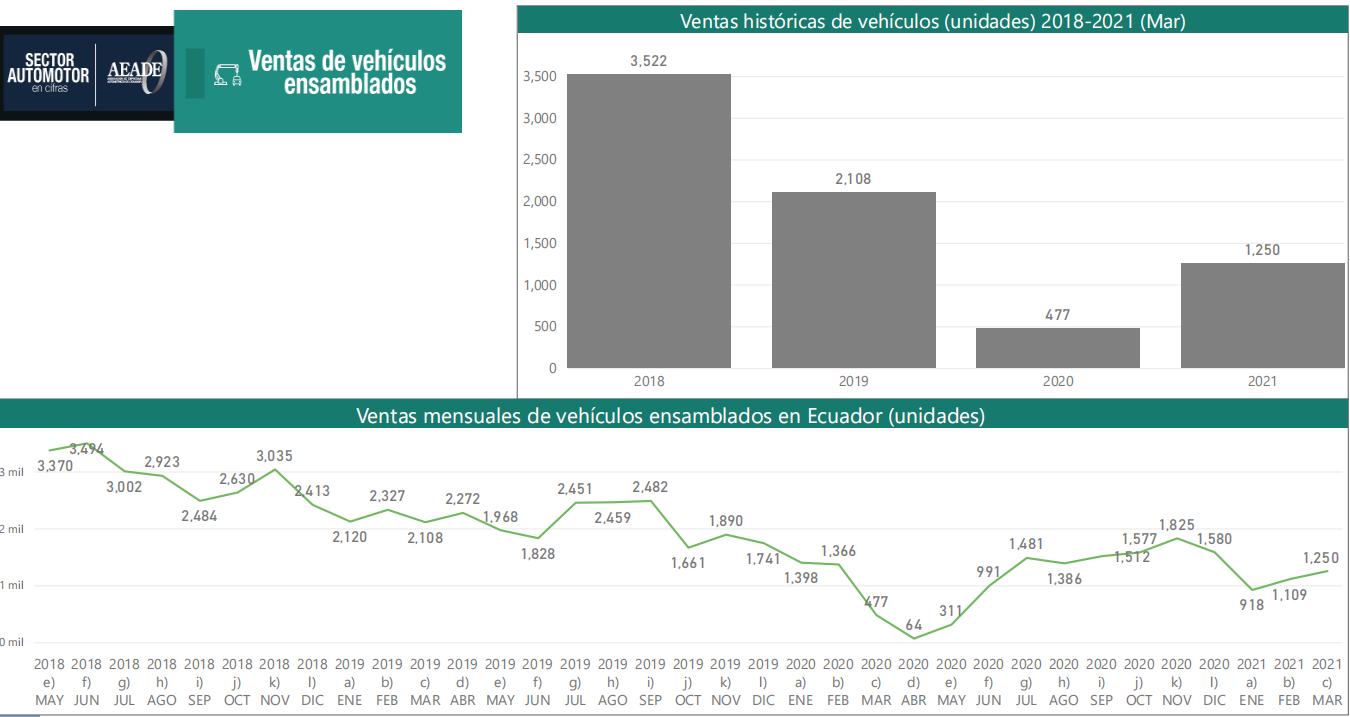 SECTOR
AUTOMOTOR
en cifras
AEADE
Ventas de vehículos
ensamblados
Ventas históricas de vehículos (unidades) 2018-2021 (Mar)
3,500
3,000
2,500
2,000
1,500
1,000
500
0
3,522
2,108
477
1,250
2018 2019 2020 2021
Ventas mensuales de vehículos ensamblados en Ecuador (unidades)
3 mil
2 mil
1 mil
0 mil
3,370 3,494 3,002 2,923 2,484 2,630 3,035 2,413 2,120 2,327 2,108 2,272 1,968 1,828 2,451 2,459 2,482 1,661 1,890 1,741 1,398 1,366 477 64 311 991 1,481 1,386 1,512 1,577 1,825 1,580 918 1,109 1,250
2018 2018 2018 2018 2018 2018 2018 2018 2019 2019 2019 2019 2019 2019 2019 2019 2019 2019 2019 2019 2020 2020 2020 2020 2020 2020 2020 2020 2020 2020 2020 2020 2021 2021 2021
e) f) g) h) i) j) k) l) a) b) c) d) e) f) g) h) i) j) k) l) a) b) c) d) e) f) g) h) i) j) k) l) a) b) c)
MAY JUN JUL AGO SEP OCT NOV DIC ENE FEB MAR ABR MAY JUN JUL AGO SEP OCT NOV DIC ENE FEB MAR ABR MAY JUN JUL AGO SEP OCT NOV DIC ENE FEB MAR